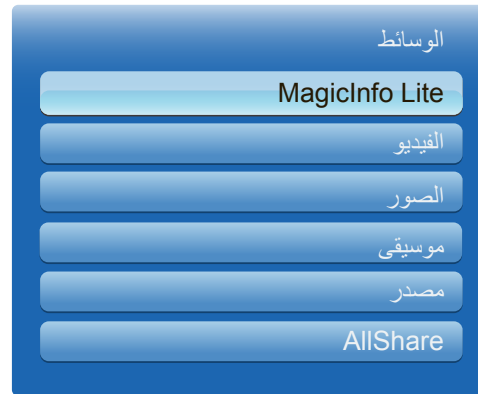 الوسائط
MagicInfo Lite
الفيديو
الصور
موسيقى
مصدر
AllShare